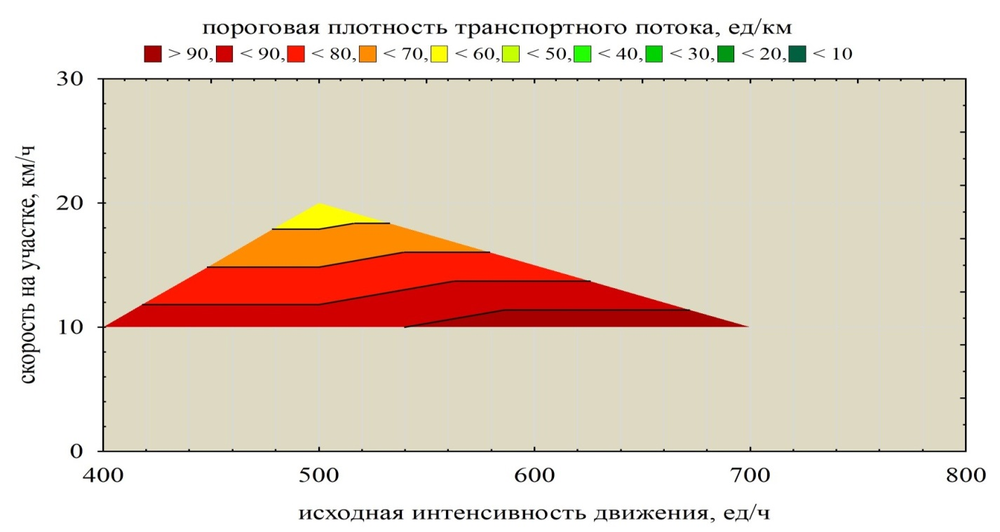 пороговая плотность транспортного потока, ед/км
> 90, < 90, < 80, < 70, < 60, < 50, < 40, < 30, < 20, < 10
30
20
10
0
скорость на участке, км/ч
400 500 600 700 800
исходная интенсивность движения, ед/ч